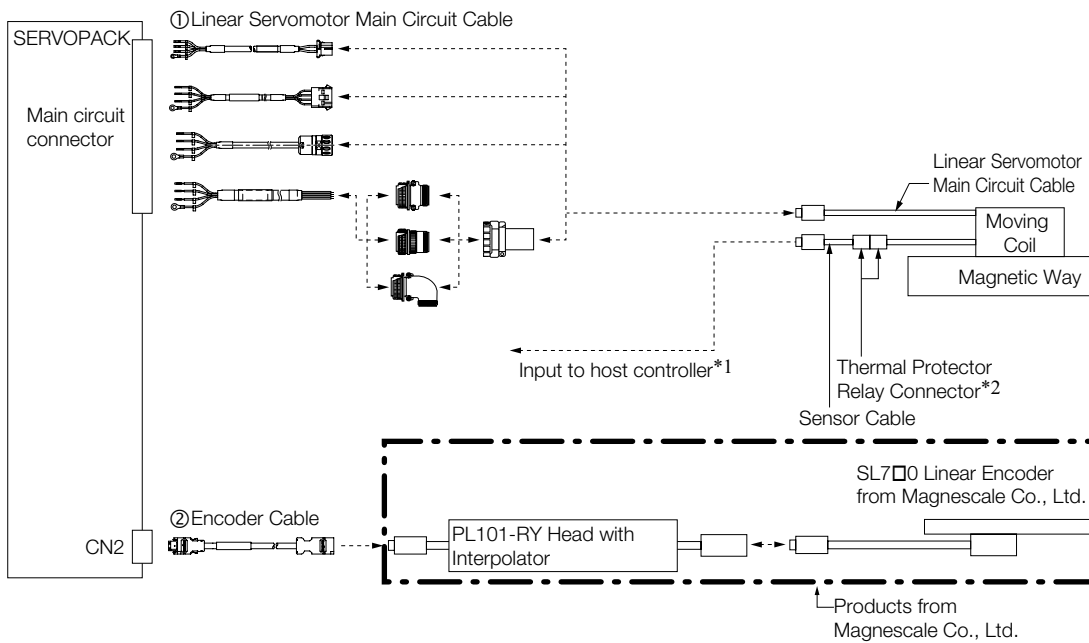 ①Linear Servomotor Main Circuit Cable
SERVOPACK
Main circuit
connector
Linear Servomotor
Main Circuit Cable
Moving
Coil
Magnetic Way
Input to host controller*1
Thermal Protector
Relay Connector*2
Sensor Cable
SL7□0 Linear Encoder
from Magnescale Co., Ltd.
②Encoder Cable
CN2
PL101-RY Head with
Interpolator
Products from
Magnescale Co., Ltd.